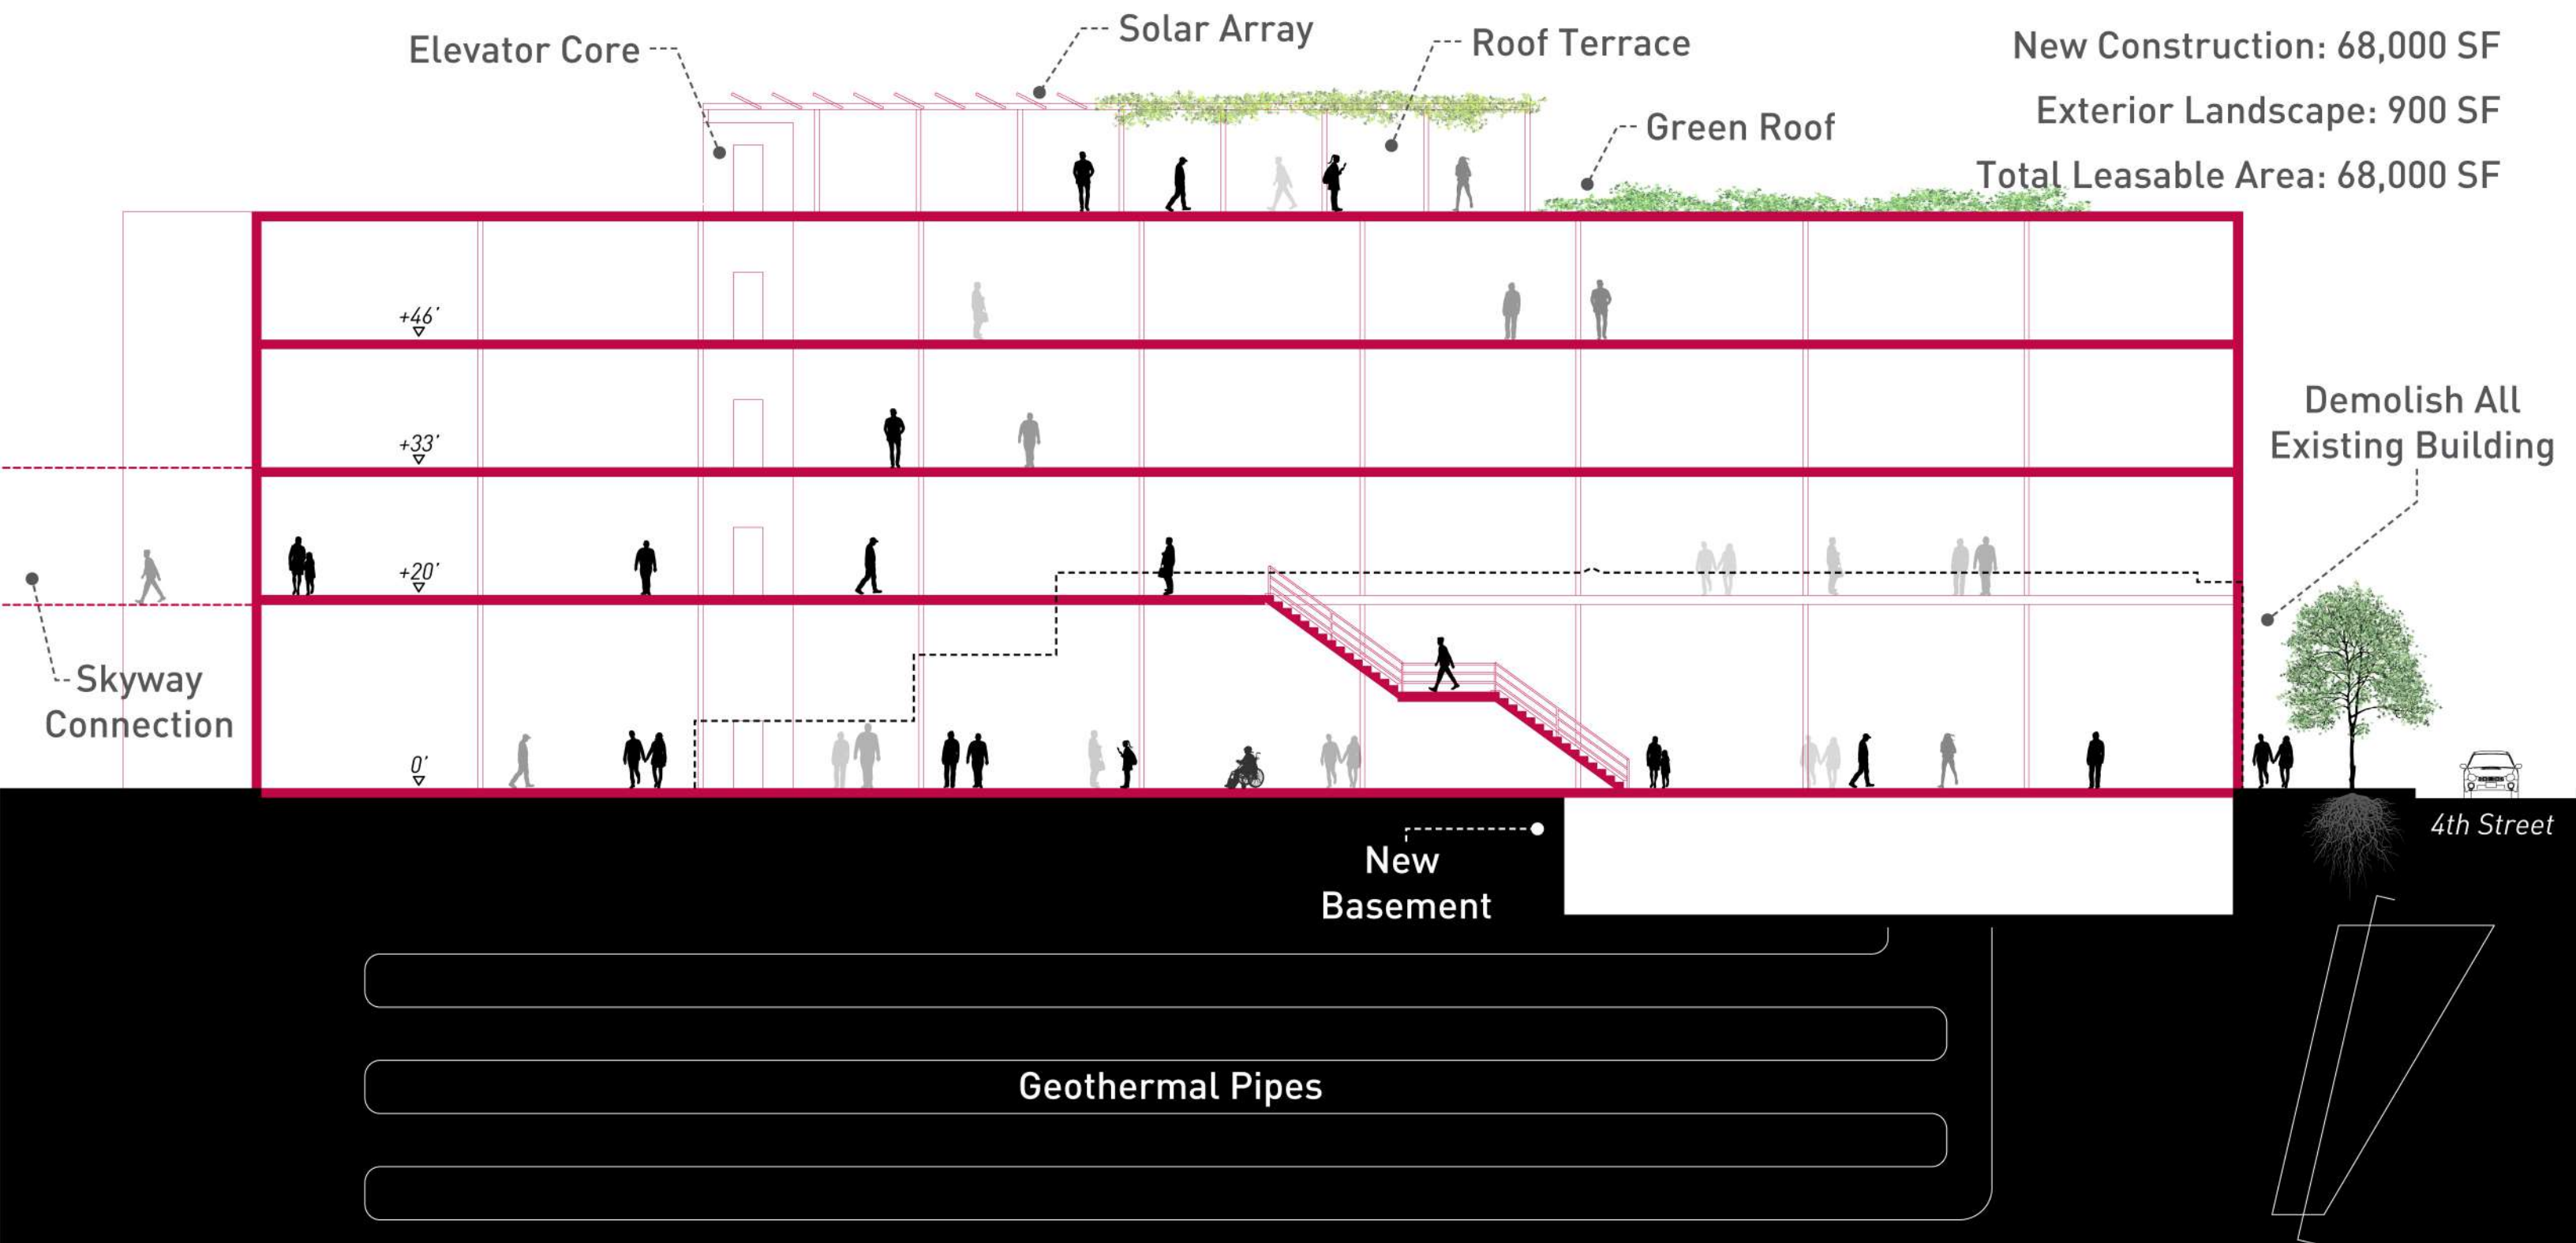 Elevator Core
Solar Array
Roof Terrace
Green Roof
New Construction: 68,000 SF
Exterior Landscape: 900 SF
Total Leasable Area: 68,000 SF
+46'
+33'
+20'
0'
Demolish All
Existing Building
Skyway
Connection
New
Basement
4th Street
Geothermal Pipes